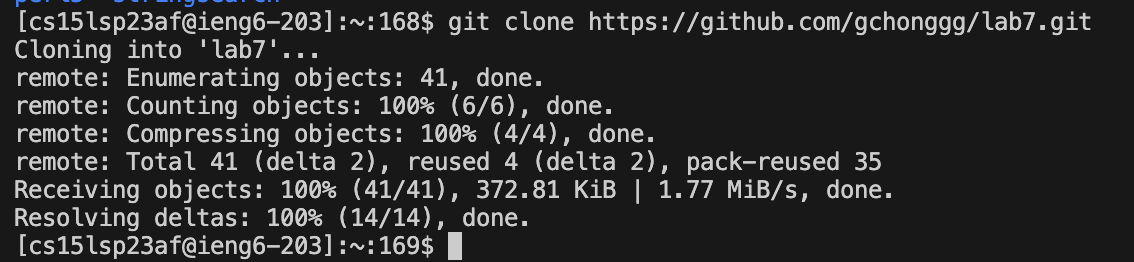 [cs15lsp23af@ieng6-203]:~:168$ git clone https://github.com/gchonggg/lab7.git
Cloning into 'lab7'...
remote: Enumerating objects: 41, done.
remote: Counting objects: 100% (6/6), done.
remote: Compressing objects: 100% (4/4), done.
remote: Total 41 (delta 2), reused 4 (delta 2), pack-reused 35
Receiving objects: 100% (41/41), 372.81 KiB | 1.77 MiB/s, done.
Resolving deltas: 100% (14/14), done.
[cs15lsp23af@ieng6-203]:~:169$